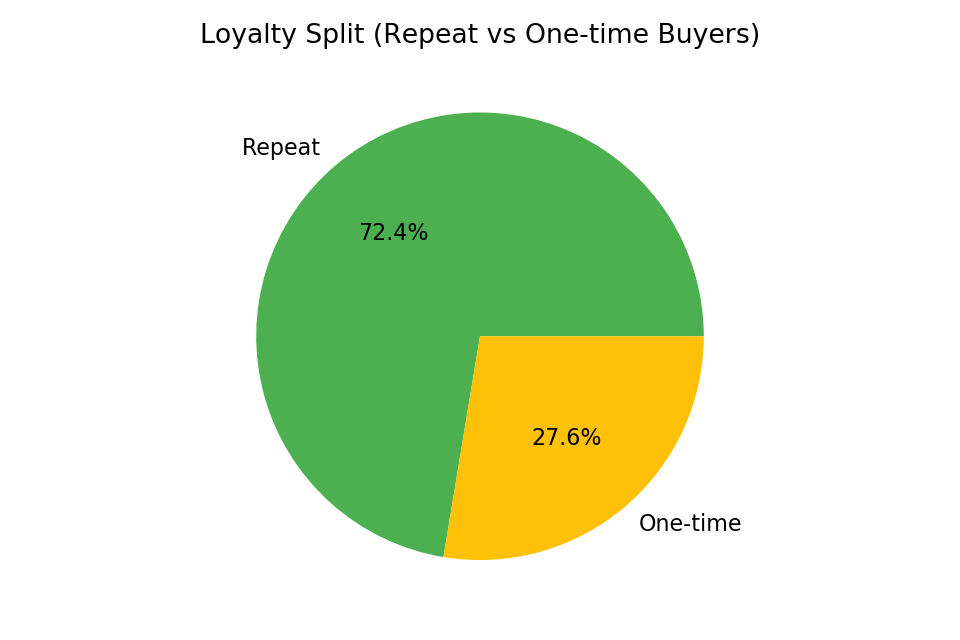 Loyalty Split (Repeat vs One-time Buyers)
Repeat
72.4%
27.6%
One-time